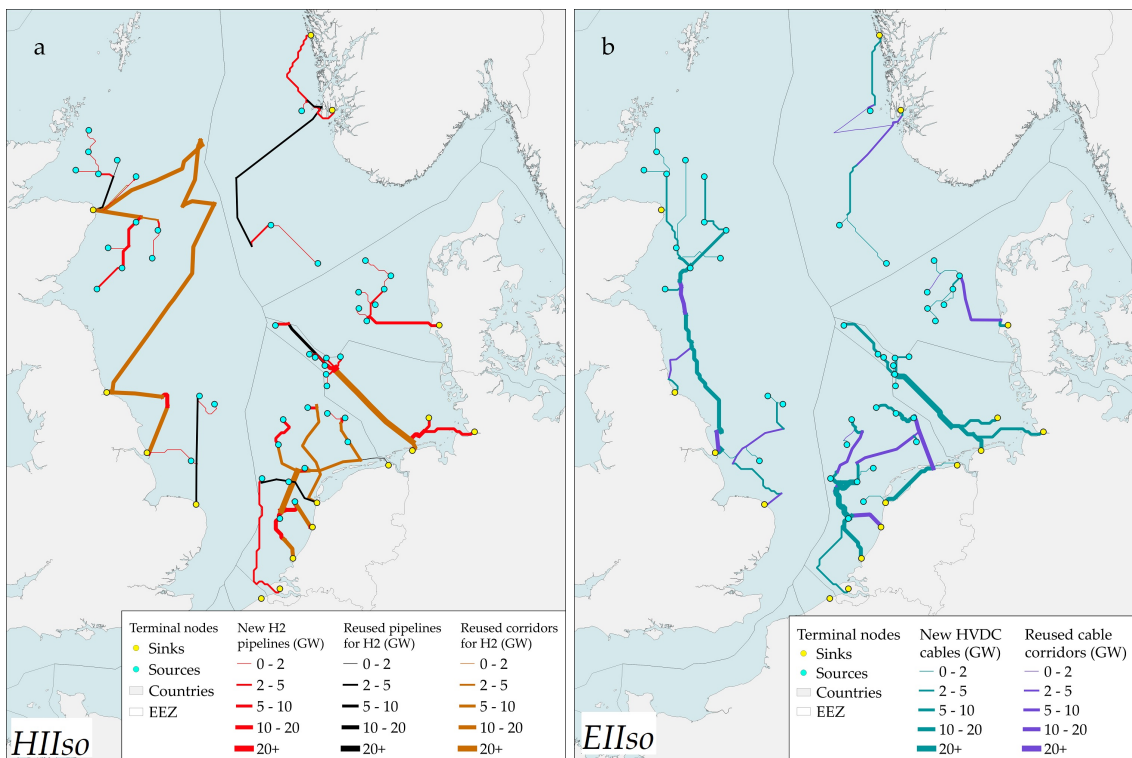 a
Terminal nodes
Sinks
Sources
Countries
EEZ
New H2
pipelines (GW)
0 - 2
2 - 5
5 - 10
10 - 20
20+
Reused pipelines
for H2 (GW)
0 - 2
2 - 5
5 - 10
10 - 20
20+
Reused corridors
for H2 (GW)
0 - 2
2 - 5
5 - 10
10 - 20
20+
HIIso
b
Terminal nodes
Sinks
Sources
Countries
EEZ
New HVDC
cables (GW)
0 - 2
2 - 5
5 - 10
10 - 20
20+
Reused cable
corridors (GW)
0 - 2
2 - 5
5 - 10
10 - 20
20+
EIIso